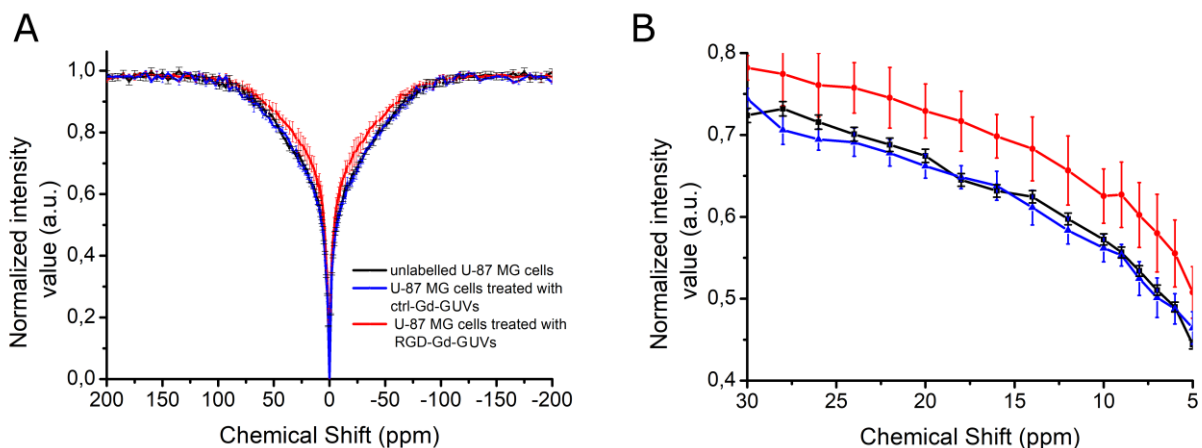 A
Normalized intensity
value (a.u.)
1,0
0,8
0,6
0,4
0,2
0,0
200
150
100
50
0
-50
-100
-150
-200
Chemical Shift (ppm)
unlabelled U-87 MG cells
U-87 MG cells treated with
ctrl-Gd-GUVs
U-87 MG cells treated with
RGD-Gd-GUVs
B
Normalized intensity
value (a.u.)
0,8
0,7
0,6
0,5
0,4
30
25
20
15
10
5
Chemical Shift (ppm)